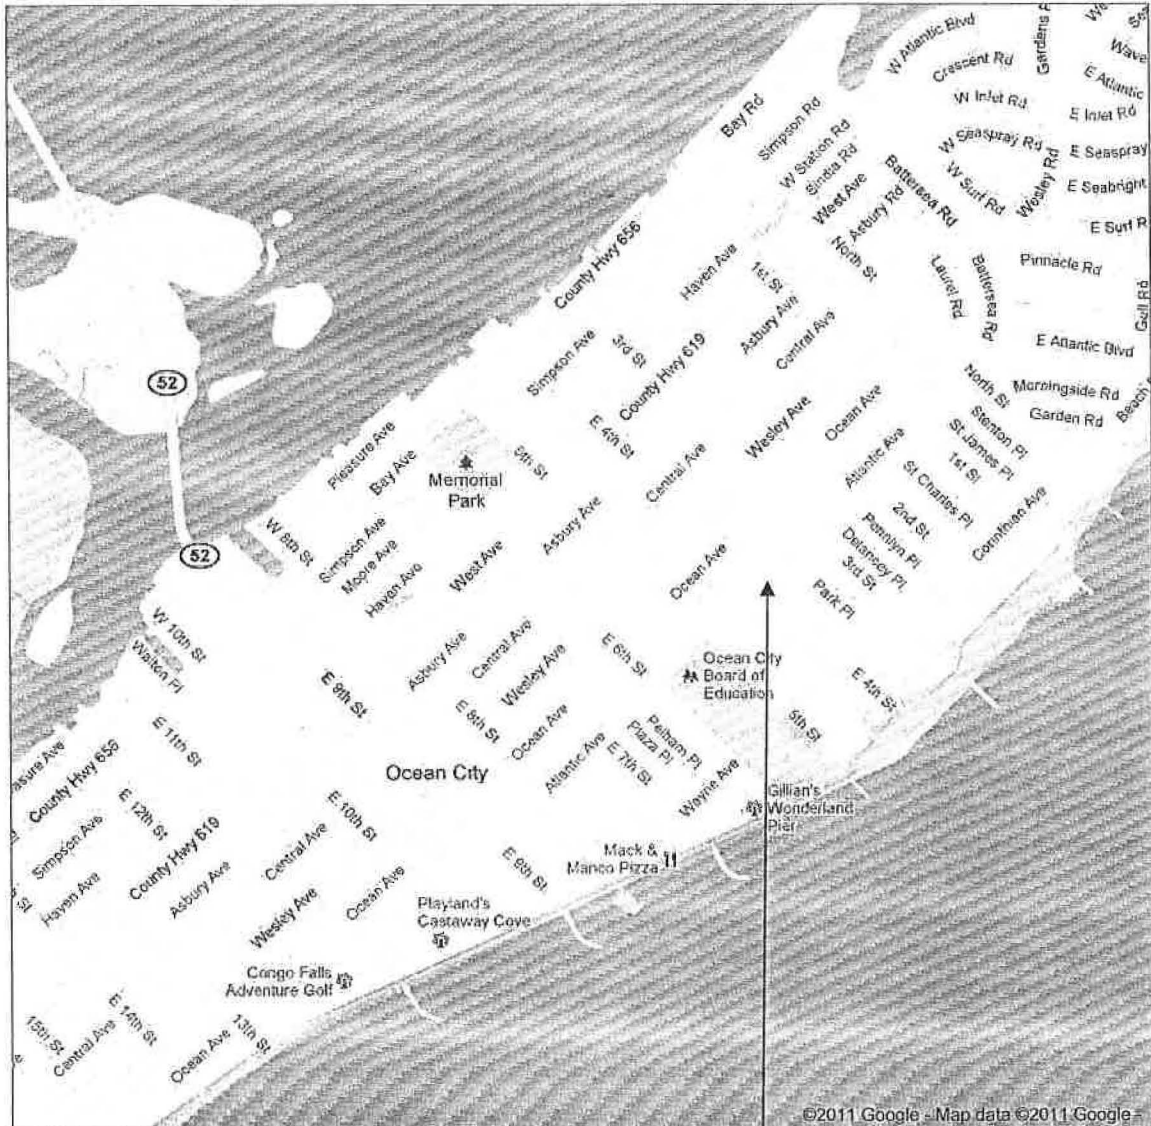 W Atlantic Blvd
Crescent Rd
Wave
E Atlantic
W Inlet Rd
E Inlet Rd
Bay Rd
Simpson Rd
W Station Rd
Sindia Rd
West Ave
Asbury Rd
Battersea Rd
W Seaspray Rd
W Surf Rd
Wesley Rd
E Seaspray
E Seabright
E Surf R
North St
Pinnacle Rd
Laurel Rd
Battersea Rd
Gull Rd
County Hwy 656
Haven Ave
1st St
Asbury Ave
Central Ave
E Atlantic Blvd
Simpson Ave
3rd St
County Hwy 619
52
North St
Morningside Rd
Garden Rd
Beach
Stenton Pl
St James Pl
1st St
E 4th St
Wesley Ave
Ocean Ave
Pleasure Ave
Bay Ave
Memorial
Park
5th St
Central Ave
Atlantic Ave
St Charles Pl
Corinthian Ave
2nd St
Pennlyn Pl
Delancey Pl
3rd St
Park Pl
52
W 8th St
Simpson Ave
Moore Ave
Haven Ave
West Ave
Asbury Ave
Ocean Ave
W 10th St
Walton Pl
E 9th St
Asbury Ave
Central Ave
Wesley Ave
E 6th St
Ocean City
Board of
Education
E 4th St
5th St
E 8th St
Ocean Ave
Atlantic Ave
Pelham Pl
Plaza Pl
E 7th St
Wayne Ave
E 11th St
asure Ave
County Hwy 656
Ocean City
Gillian's
Wonderland
Pier
E 12th St
E 10th St
Simpson Ave
County Hwy 619
Haven Ave
Asbury Ave
Central Ave
Wesley Ave
Ocean Ave
E 9th St
Mack &
Manco Pizza
Playland's
Castaway Cove
Congo Falls
Adventure Golf
15th St
Central Ave
E 14th St
Ocean Ave
13th St
©2011 Google - Map data ©2011 Google -